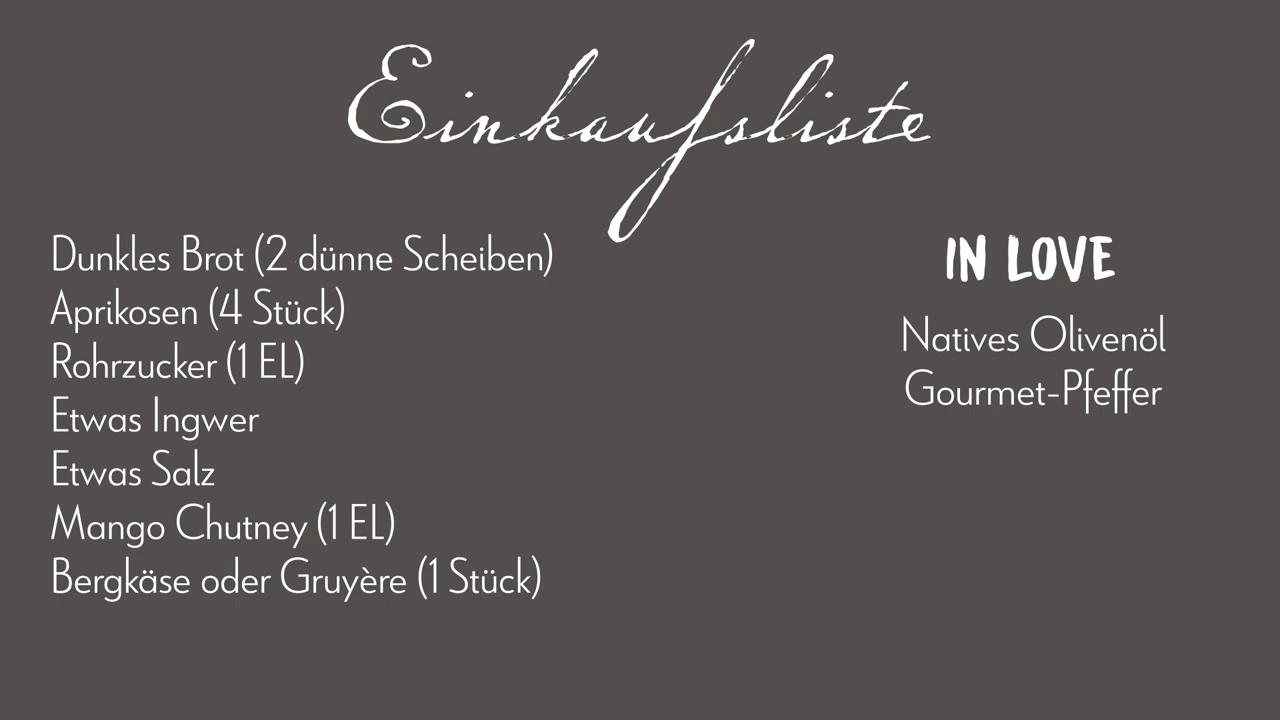 Einkaufsliste
Dunkles Brot (2 dünne Scheiben)
Aprikosen (4 Stück)
Rohrzucker (1 EL)
Etwas Ingwer
Etwas Salz
Mango Chutney (1 EL)
Bergkäse oder Gruyère (1 Stück)
IN LOVE
Natives Olivenöl
Gourmet-Pfeffer